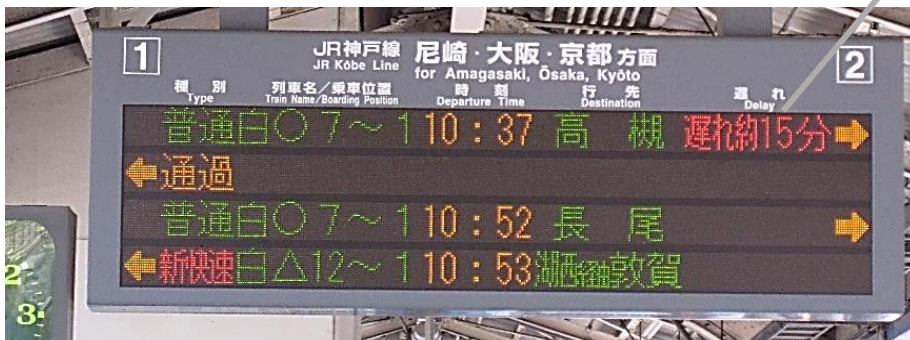 1 JR神戸線 尼崎・大阪・京都 方面 2
JR Kōbe Line for Amagasaki, Ōsaka, Kyōto
種別 列車名／乗車位置 時刻 行先 遅れ
Type Train Name/Boarding Position Departure Time Destination Delay
普通白○ 7～ 1 10:37 高槻 遅れ約15分➡
⬅通過
普通白○ 7～ 1 10:52 長尾 ➡
⬅新快速白△12～ 1 10:53 湖西経由敦賀
2
3